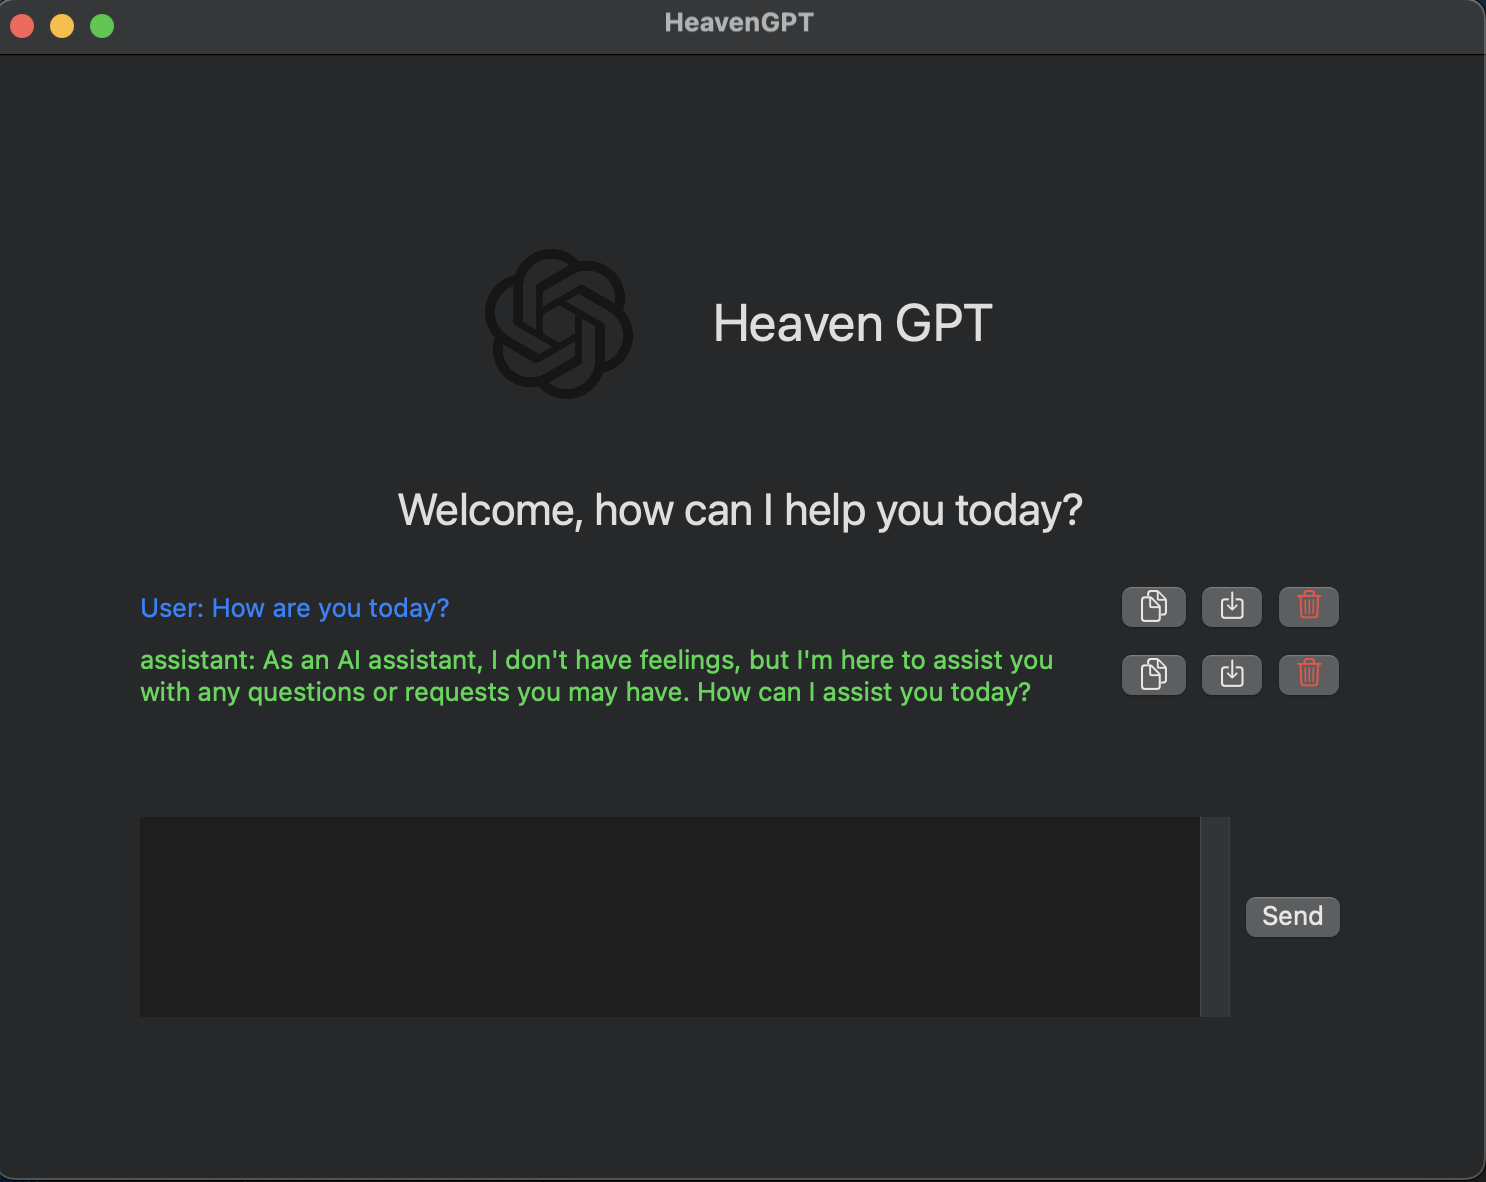 HeavenGPT
Heaven GPT
Welcome, how can I help you today?
User: How are you today?
assistant: As an AI assistant, I don't have feelings, but I'm here to assist you
with any questions or requests you may have. How can I assist you today?
Send